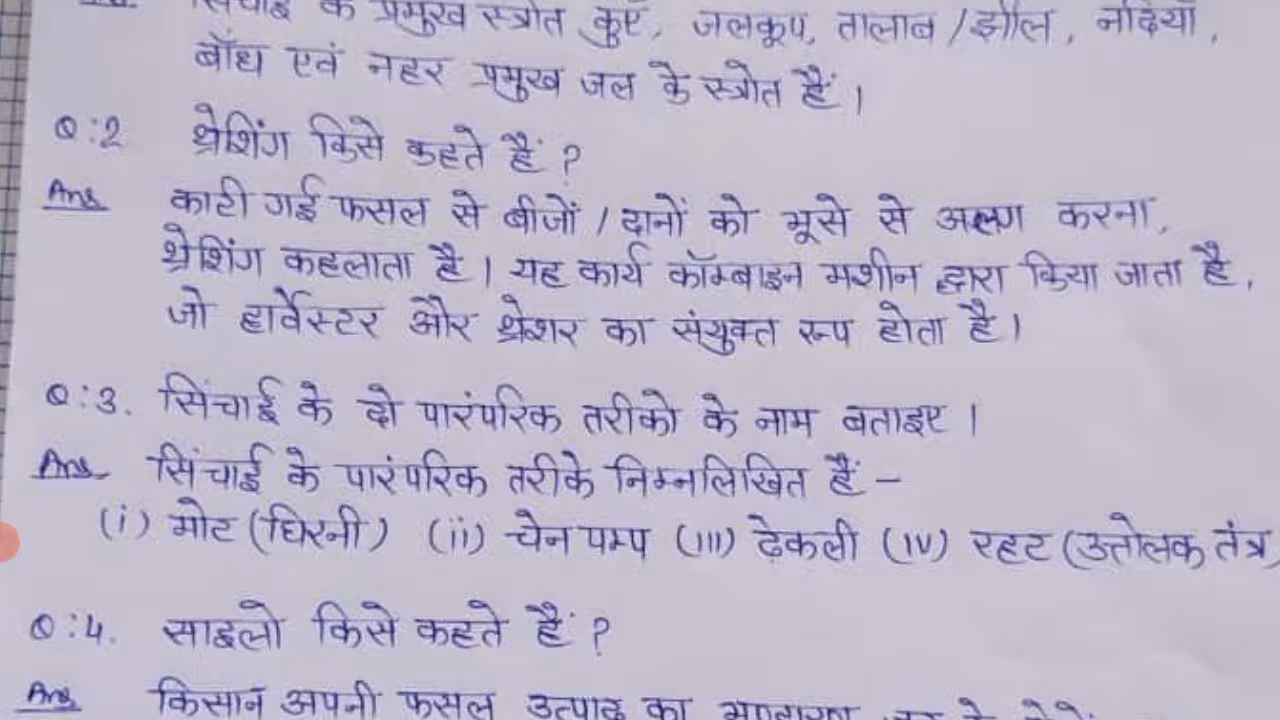 सिंचाई के प्रमुख स्त्रोत कुएँ, जलकूप, तालाब /झील, नदियाँ,
बाँध एवं नहर प्रमुख जल के स्त्रोत हैं।
Q:2 थ्रेशिंग किसे कहते हैं ?
Ans काटी गई फसल से बीजों / दानों को भूसे से अलग करना,
थ्रेशिंग कहलाता है। यह कार्य कॉम्बाइन मशीन द्वारा किया जाता है,
जो हार्वेस्टर और थ्रेशर का संयुक्त रूप होता है।
Q:3. सिंचाई के दो पारंपरिक तरीको के नाम बताइए ।
Ans सिंचाई के पारंपरिक तरीके निम्नलिखित हैं -
(i) मोट (घिरनी) (ii) चेन पम्प (III) ढ़ेकली (IV) रहट (उत्तोलक तंत्र)
Q:4. साइलो किसे कहते हैं ?
Ans किसान अपनी फसल उत्पाद का